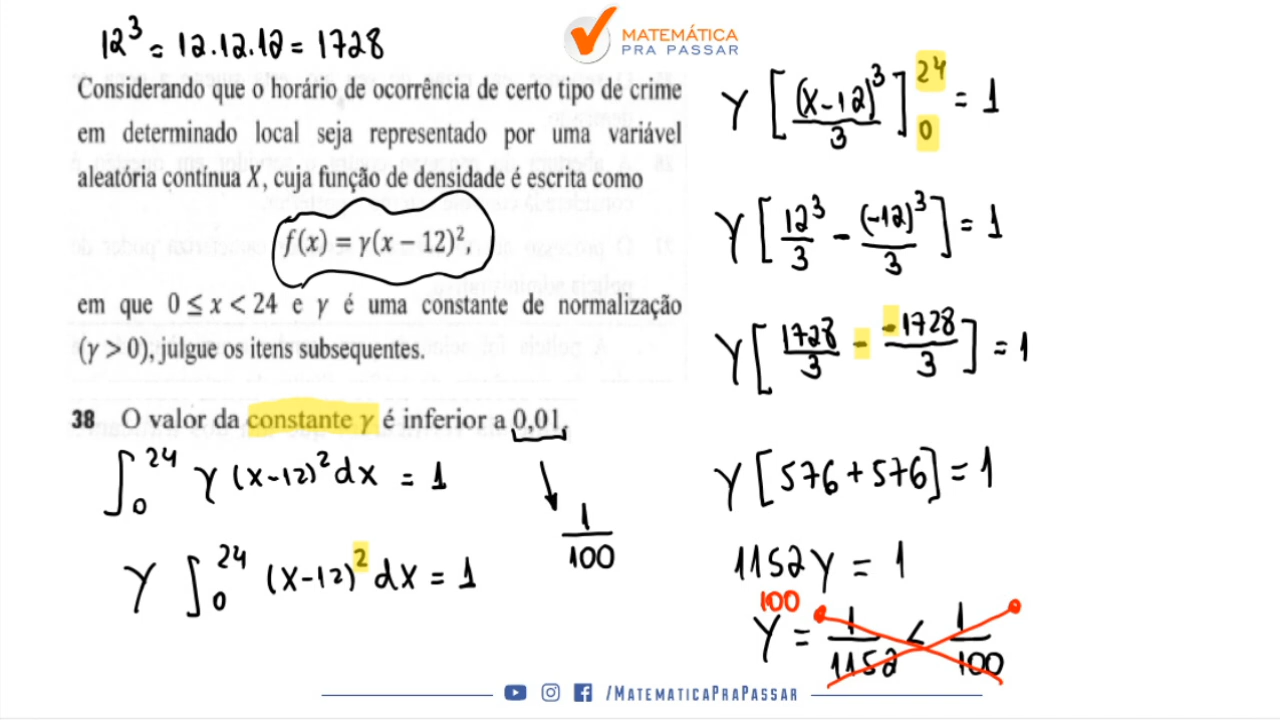 12³ = 12.12.12 = 1728
MATEMÁTICA
PRA PASSAR
Considerando que o horário de ocorrência de certo tipo de crime
em determinado local seja representado por uma variável
aleatória contínua X, cuja função de densidade é escrita como
f(x) = γ(x − 12)²,
em que 0 ≤ x < 24 e γ é uma constante de normalização
(γ > 0), julgue os itens subsequentes.
38 O valor da constante γ é inferior a 0,01.
∫₀²⁴ γ (x-12)² dx = 1
1/100
γ ∫₀²⁴ (x-12)² dx = 1
γ [(x-12)³/3]₀²⁴ = 1
γ [12³/3 - (-12)³/3] = 1
γ [1728/3 - -1728/3] = 1
γ [576 + 576] = 1
1152γ = 1
100
γ = 1/1152 < 1/100
/MATEMATICAPRAPASSAR